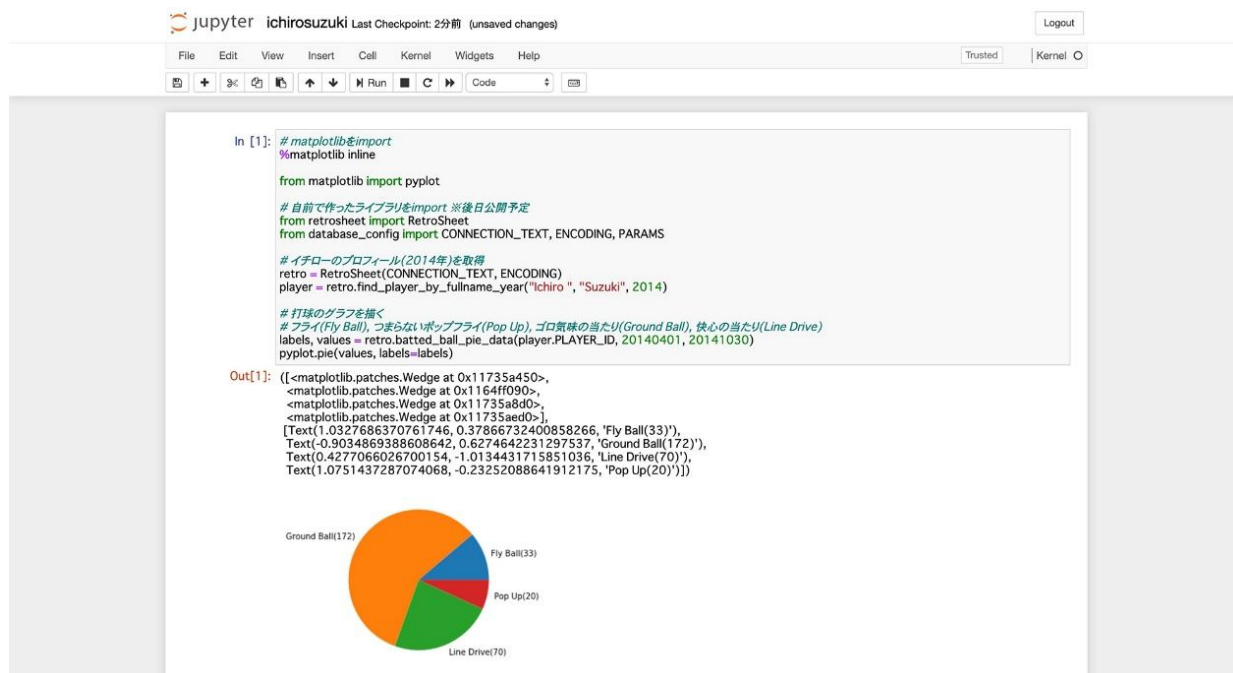 jupyter ichirosuzuki Last Checkpoint: 2分前 (unsaved changes)
Logout
File Edit View Insert Cell Kernel Widgets Help
Trusted Kernel
Run Code
In [1]: # matplotlibをimport
%matplotlib inline
from matplotlib import pyplot
# 自前で作ったライブラリをimport ※後日公開予定
from retrosheet import RetroSheet
from database_config import CONNECTION_TEXT, ENCODING, PARAMS
# イチローのプロフィール(2014年)を取得
retro = RetroSheet(CONNECTION_TEXT, ENCODING)
player = retro.find_player_by_fullname_year("Ichiro ", "Suzuki", 2014)
# 打球のグラフを描く
# フライ(Fly Ball), つまらないポップフライ(Pop Up), ゴロ気味の当たり(Ground Ball), 快心の当たり(Line Drive)
labels, values = retro.batted_ball_pie_data(player.PLAYER_ID, 20140401, 20141030)
pyplot.pie(values, labels=labels)
Out[1]: ([<matplotlib.patches.Wedge at 0x11735a450>,
<matplotlib.patches.Wedge at 0x1164ff090>,
<matplotlib.patches.Wedge at 0x11735a8d0>,
<matplotlib.patches.Wedge at 0x11735aed0>],
[Text(1.0327686370761746, 0.37866732400858266, 'Fly Ball(33)'),
Text(-0.9034869388608642, 0.6274642231297537, 'Ground Ball(172)'),
Text(0.4277066026700154, -1.0134431715851036, 'Line Drive(70)'),
Text(1.0751437287074068, -0.23252088641912175, 'Pop Up(20)')])
Ground Ball(172)
Fly Ball(33)
Pop Up(20)
Line Drive(70)